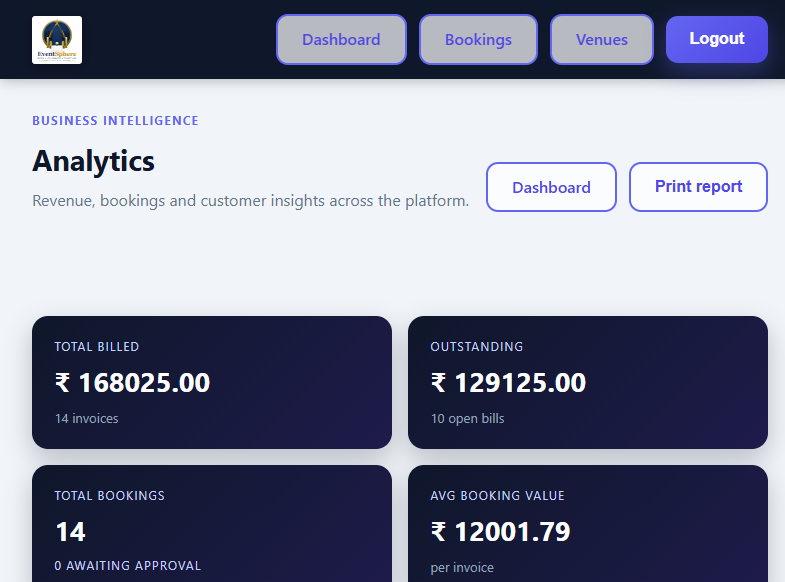 EventSphere
Dashboard Bookings Venues Logout
BUSINESS INTELLIGENCE
Analytics
Revenue, bookings and customer insights across the platform.
Dashboard Print report
TOTAL BILLED
₹ 168025.00
14 invoices
OUTSTANDING
₹ 129125.00
10 open bills
TOTAL BOOKINGS
14
0 AWAITING APPROVAL
AVG BOOKING VALUE
₹ 12001.79
per invoice